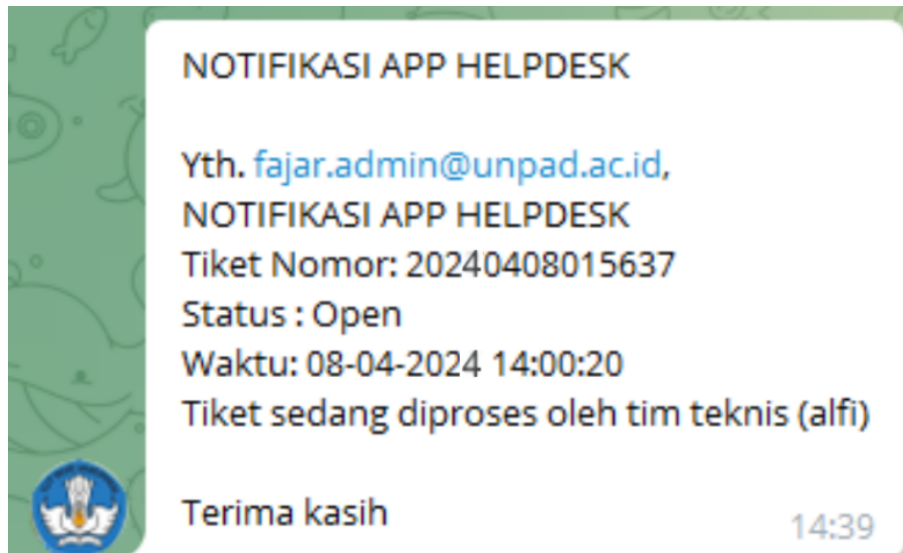 NOTIFIKASI APP HELPDESK
Yth. fajar.admin@unpad.ac.id,
NOTIFIKASI APP HELPDESK
Tiket Nomor: 20240408015637
Status : Open
Waktu: 08-04-2024 14:00:20
Tiket sedang diproses oleh tim teknis (alfi)
Terima kasih
14:39